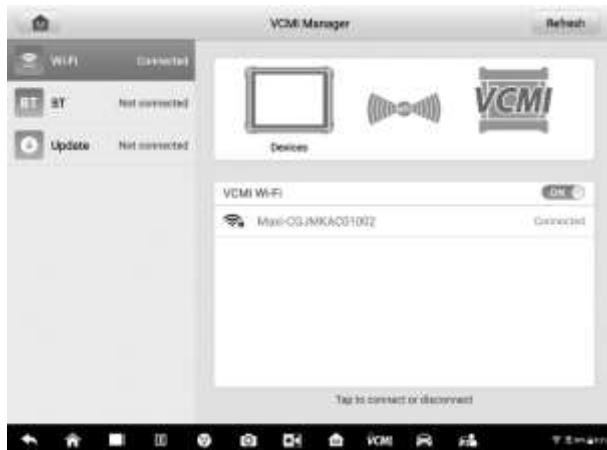 VCMI Manager
Refresh
Wi-Fi Connected
BT BT Not connected
Update Not connected
VCMI
Devices
VCMI Wi-Fi ON
Connected
Tap to connect or disconnect
VCMI